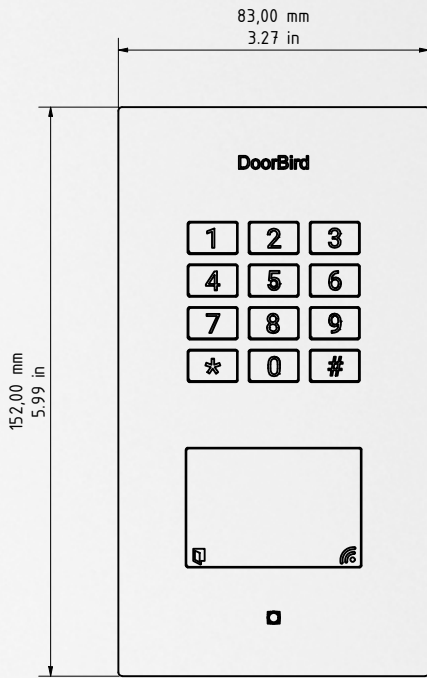 83,00 mm
3.27 in
DoorBird
1 2 3
4 5 6
7 8 9
* 0 #
152,00 mm
5.99 in